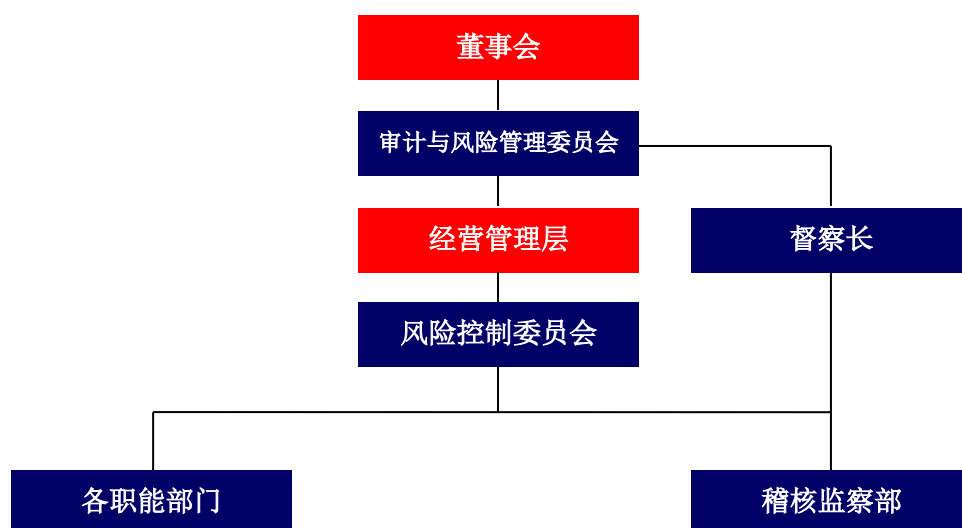 董事会
审计与风险管理委员会
经营管理层
督察长
风险控制委员会
各职能部门
稽核监察部